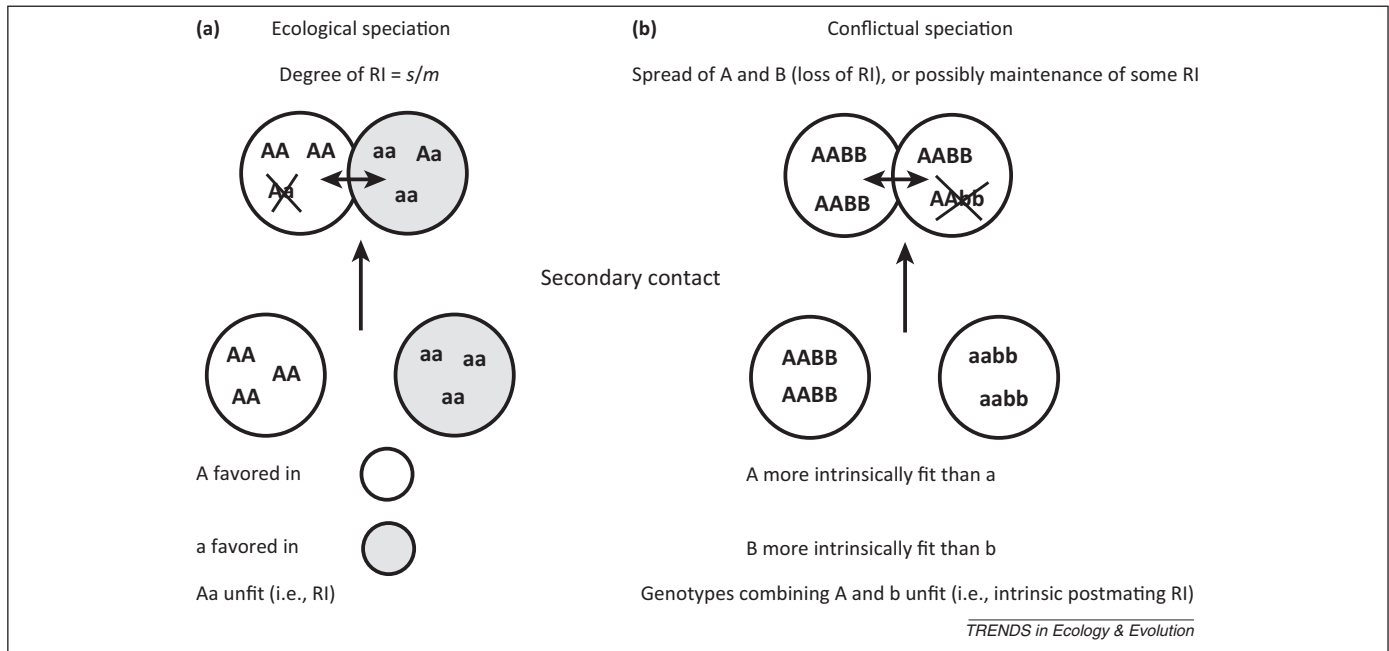 (a) Ecological speciation
Degree of RI = s/m
AA AA
Aa
aa Aa
aa
AA
AA
AA
aa aa
aa
A favored in
a favored in
Aa unfit (i.e., RI)
Secondary contact
(b) Conflictual speciation
Spread of A and B (loss of RI), or possibly maintenance of some RI
AABB
AABB
AABB
AAbb
AABB
AABB
aabb
aabb
A more intrinsically fit than a
B more intrinsically fit than b
Genotypes combining A and b unfit (i.e., intrinsic postmating RI)
TRENDS in Ecology & Evolution